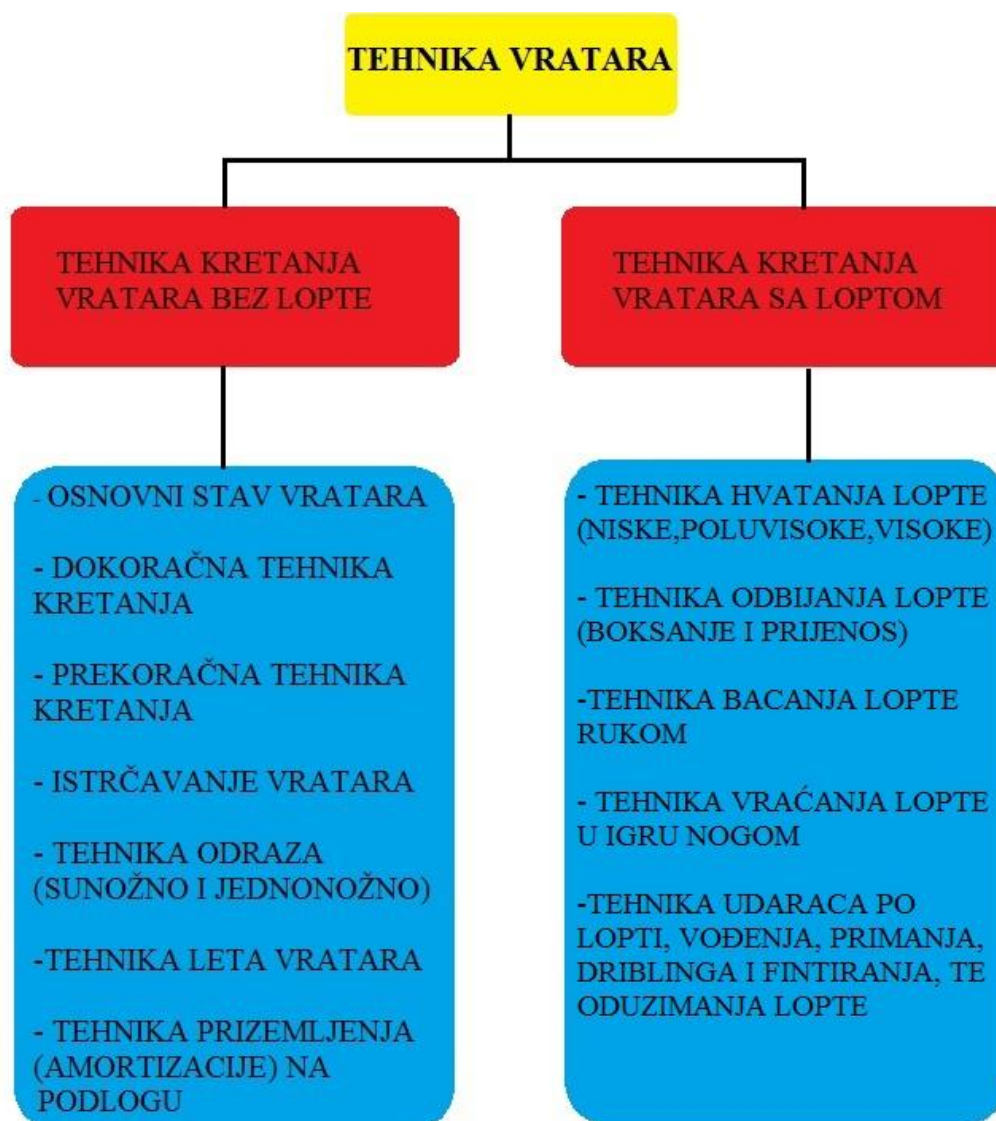 TEHNIKA VRATARA
TEHNIKA KRETANJA
VRATARA BEZ LOPTE
TEHNIKA KRETANJA
VRATARA SA LOPTOM
- OSNOVNI STAV VRATARA
- DOKORAČNA TEHNIKA
KRETANJA
- PREKORAČNA TEHNIKA
KRETANJA
- ISTRČAVANJE VRATARA
- TEHNIKA ODRAZA
(SUNOŽNO I JEDNONOŽNO)
-TEHNIKA LETA VRATARA
- TEHNIKA PRIZEMLJENJA
(AMORTIZACIJE) NA
PODLOGU
- TEHNIKA HVATANJA LOPTE
(NISKE,POLUVISOKE,VISOKE)
- TEHNIKA ODBIJANJA LOPTE
(BOKSANJE I PRIJENOS)
-TEHNIKA BACANJA LOPTE
RUKOM
- TEHNIKA VRAĆANJA LOPTE
U IGRU NOGOM
-TEHNIKA UDARACA PO
LOPTI, VOĐENJA, PRIMANJA,
DRIBLINGA I FINTIRANJA, TE
ODUZIMANJA LOPTE